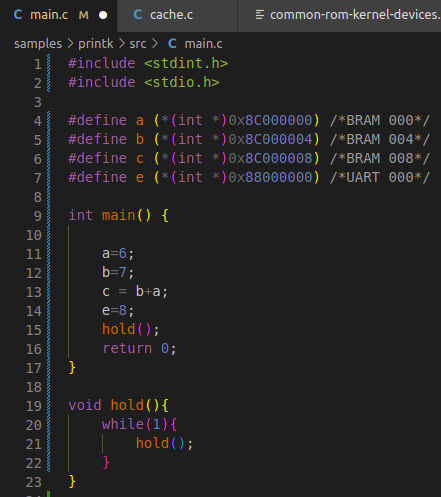 main.c M cache.c common-rom-kernel-devices.
samples > printk > src > main.c
1 #include <stdint.h>
2 #include <stdio.h>
3
4 #define a (*(int *)0x8C000000) /*BRAM 000*/
5 #define b (*(int *)0x8C000004) /*BRAM 004*/
6 #define c (*(int *)0x8C000008) /*BRAM 008*/
7 #define e (*(int *)0x88000000) /*UART 000*/
8
9 int main() {
10
11 a=6;
12 b=7;
13 c = b+a;
14 e=8;
15 hold();
16 return 0;
17 }
18
19 void hold(){
20 while(1){
21 hold();
22 }
23 }